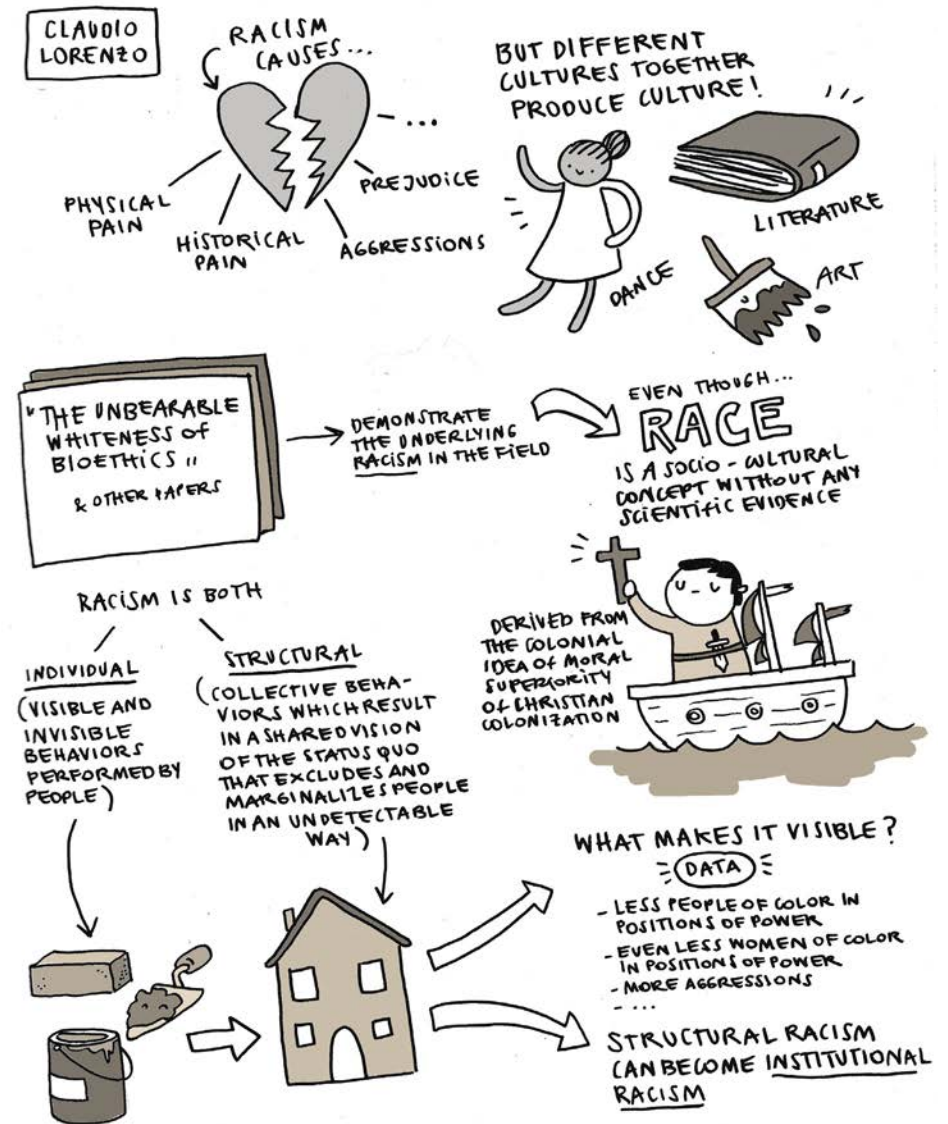 CLAUDIO
LORENZO
RACISM
CAUSES...
...
PHYSICAL
PAIN
HISTORICAL
PAIN
AGGRESSIONS
PREJUDICE
BUT DIFFERENT
CULTURES TOGETHER
PRODUCE CULTURE!
DANCE
LITERATURE
ART
"THE UNBEARABLE
WHITENESS OF
BIOETHICS"
& OTHER PAPERS
DEMONSTRATE
THE UNDERLYING
RACISM IN THE FIELD
EVEN THOUGH...
RACE
IS A SOCIO-CULTURAL
CONCEPT WITHOUT ANY
SCIENTIFIC EVIDENCE
DERIVED FROM
THE COLONIAL
IDEA OF MORAL
SUPERIORITY
OF CHRISTIAN
COLONIZATION
RACISM IS BOTH
INDIVIDUAL
(VISIBLE AND
INVISIBLE
BEHAVIORS
PERFORMED BY
PEOPLE)
STRUCTURAL
(COLLECTIVE BEHA-
VIORS WHICH RESULT
IN A SHARED VISION
OF THE STATUS QUO
THAT EXCLUDES AND
MARGINALIZES PEOPLE
IN AN UNDETECTABLE
WAY)
WHAT MAKES IT VISIBLE?
DATA
- LESS PEOPLE OF COLOR IN
POSITIONS OF POWER
- EVEN LESS WOMEN OF COLOR
IN POSITIONS OF POWER
- MORE AGGRESSIONS
- ...
STRUCTURAL RACISM
CAN BECOME INSTITUTIONAL
RACISM